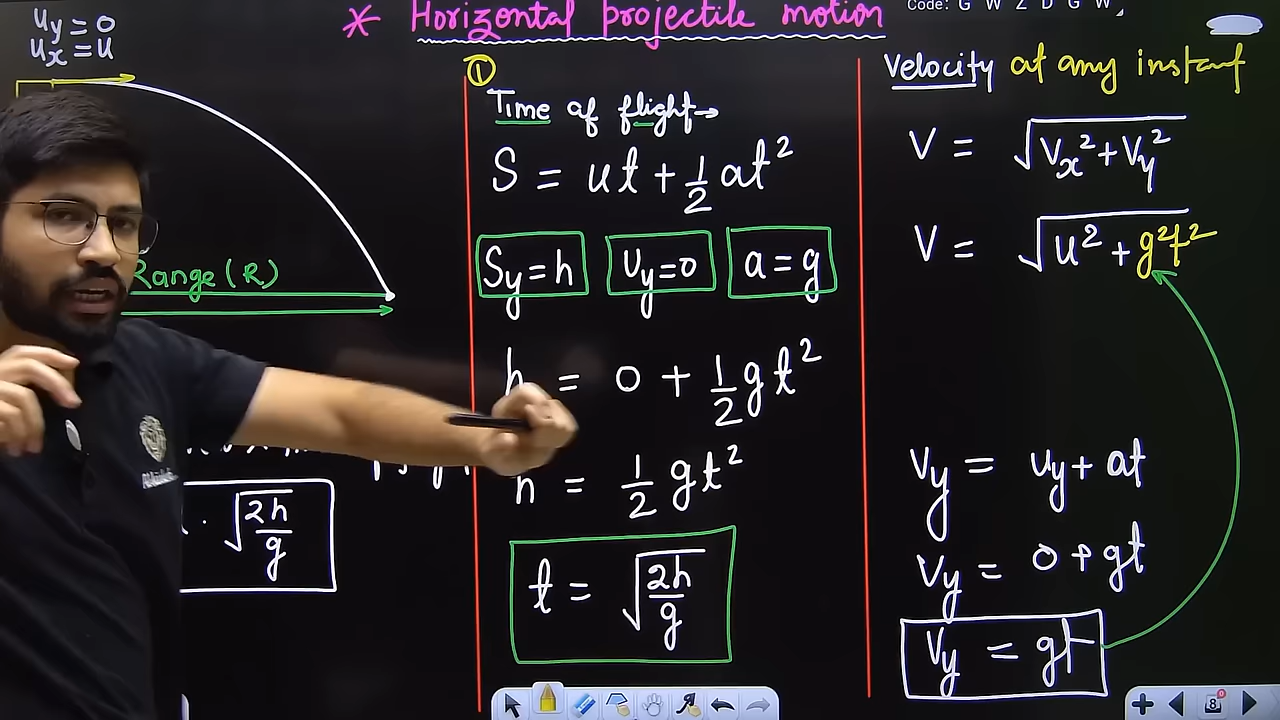 * Horizontal projectile motion
Code: G W Z D G W
uy = 0
ux = u
Range (R)
√2h/g
①
Time of flight →
S = ut + 1/2 at²
Sy = h
Uy = 0
a = g
h = 0 + 1/2 gt²
h = 1/2 gt²
t = √2h/g
Velocity at any instant
V = √Vx² + Vy²
V = √u² + g²t²
Vy = uy + at
Vy = 0 + gt
Vy = gt
8